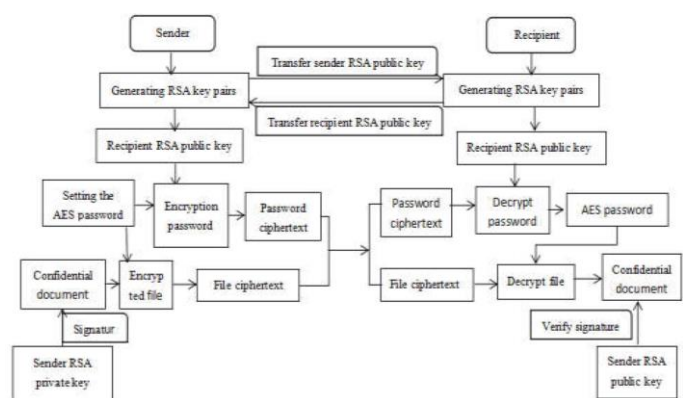 Sender
Recipient
Transfer sender RSA public key
Generating RSA key pairs
Generating RSA key pairs
Transfer recipient RSA public key
Recipient RSA public key
Recipient RSA public key
Setting the
AES password
Encryption
password
Password
ciphertext
Password
ciphertext
Decrypt
password
AES password
Confidential
document
Encryp
ted file
File ciphertext
File ciphertext
Decrypt file
Confidential
document
Signatur
Verify signature
Sender RSA
private key
Sender RSA
public key